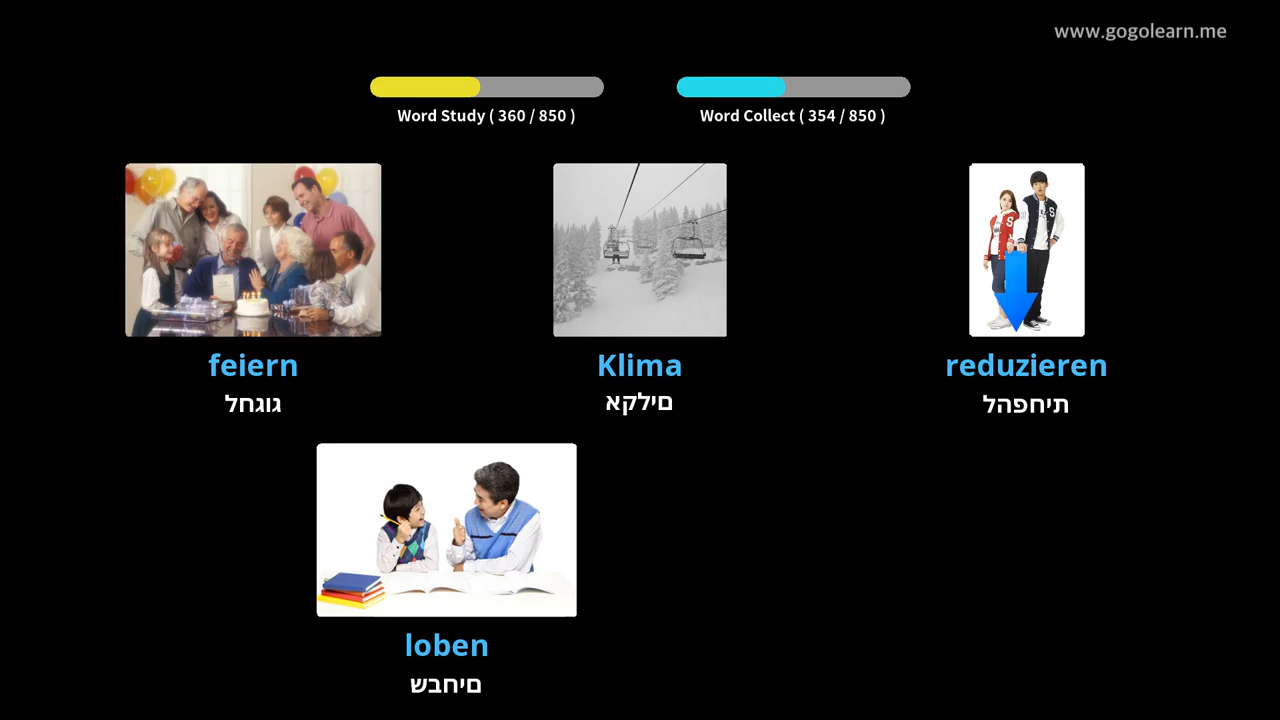 www.gogolearn.me
Word Study ( 360 / 850 )
Word Collect ( 354 / 850 )
feiern
גוגחל
Klima
םילקא
reduzieren
תיחפהל
loben
םיחבש